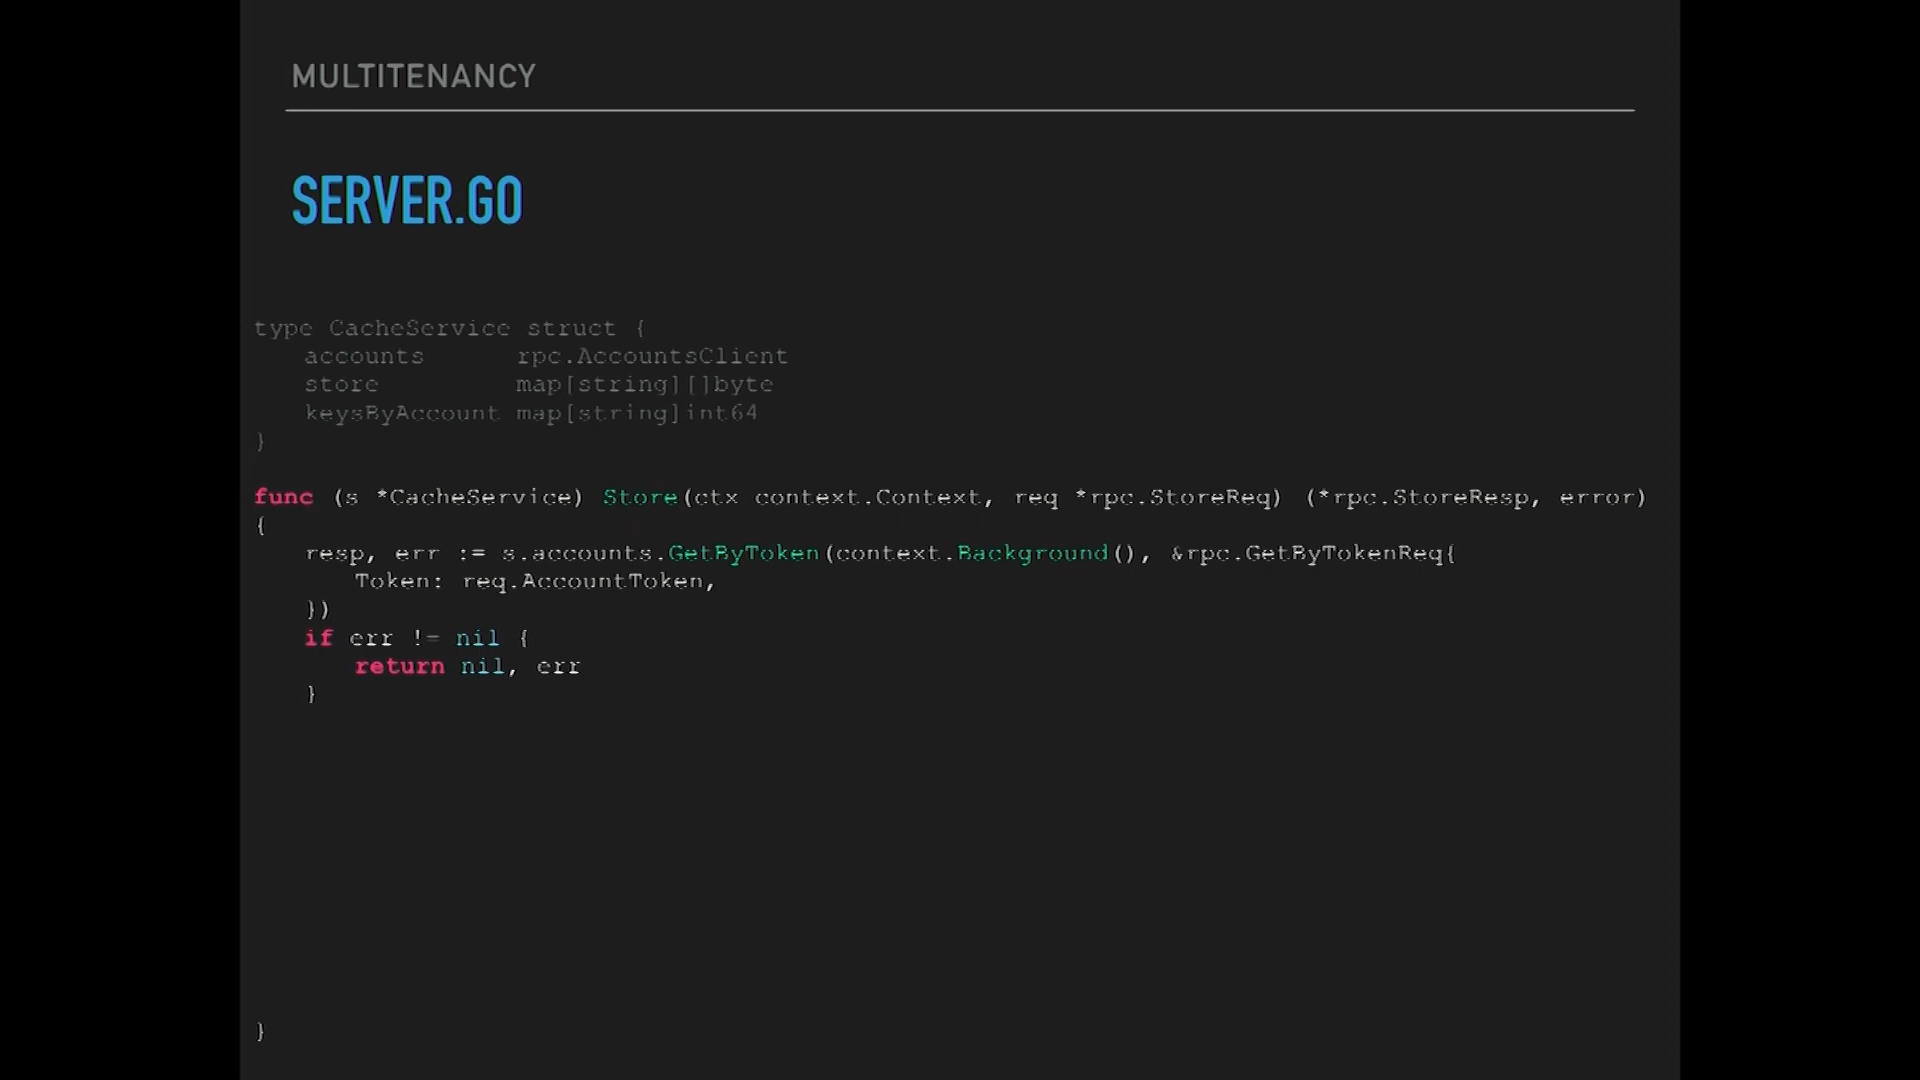 MULTITENANCY
SERVER.GO
type CacheService struct {
    accounts      rpc.AccountsClient
    store         map[string][]byte
    keysByAccount map[string]int64
}
func (s *CacheService) Store(ctx context.Context, req *rpc.StoreReq) (*rpc.StoreResp, error)
{
    resp, err := s.accounts.GetByToken(context.Background(), &rpc.GetByTokenReq{
        Token: req.AccountToken,
    })
    if err != nil {
        return nil, err
    }
}